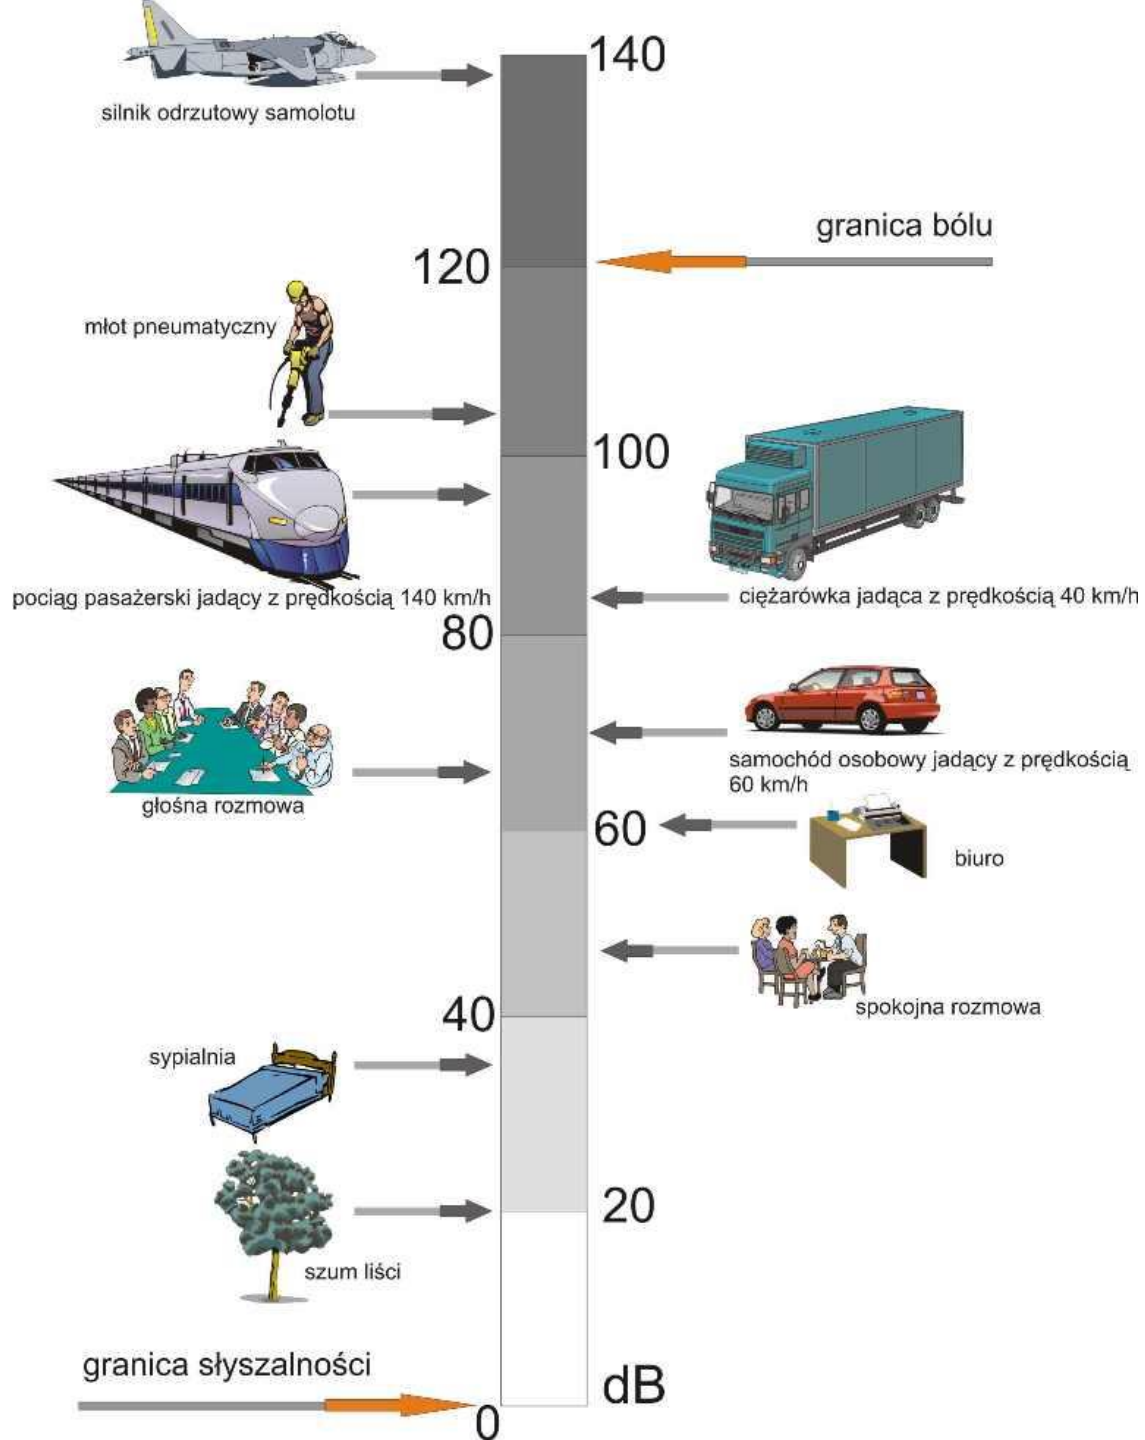 140
silnik odrzutowy samolotu
granica bólu
120
młot pneumatyczny
100
pociąg pasażerski jadący z prędkością 140 km/h
ciężarówka jadąca z prędkością 40 km/h
80
samochód osobowy jadący z prędkością
60 km/h
głośna rozmowa
60
biuro
spokojna rozmowa
40
sypialnia
20
szum liści
granica słyszalności
dB
0